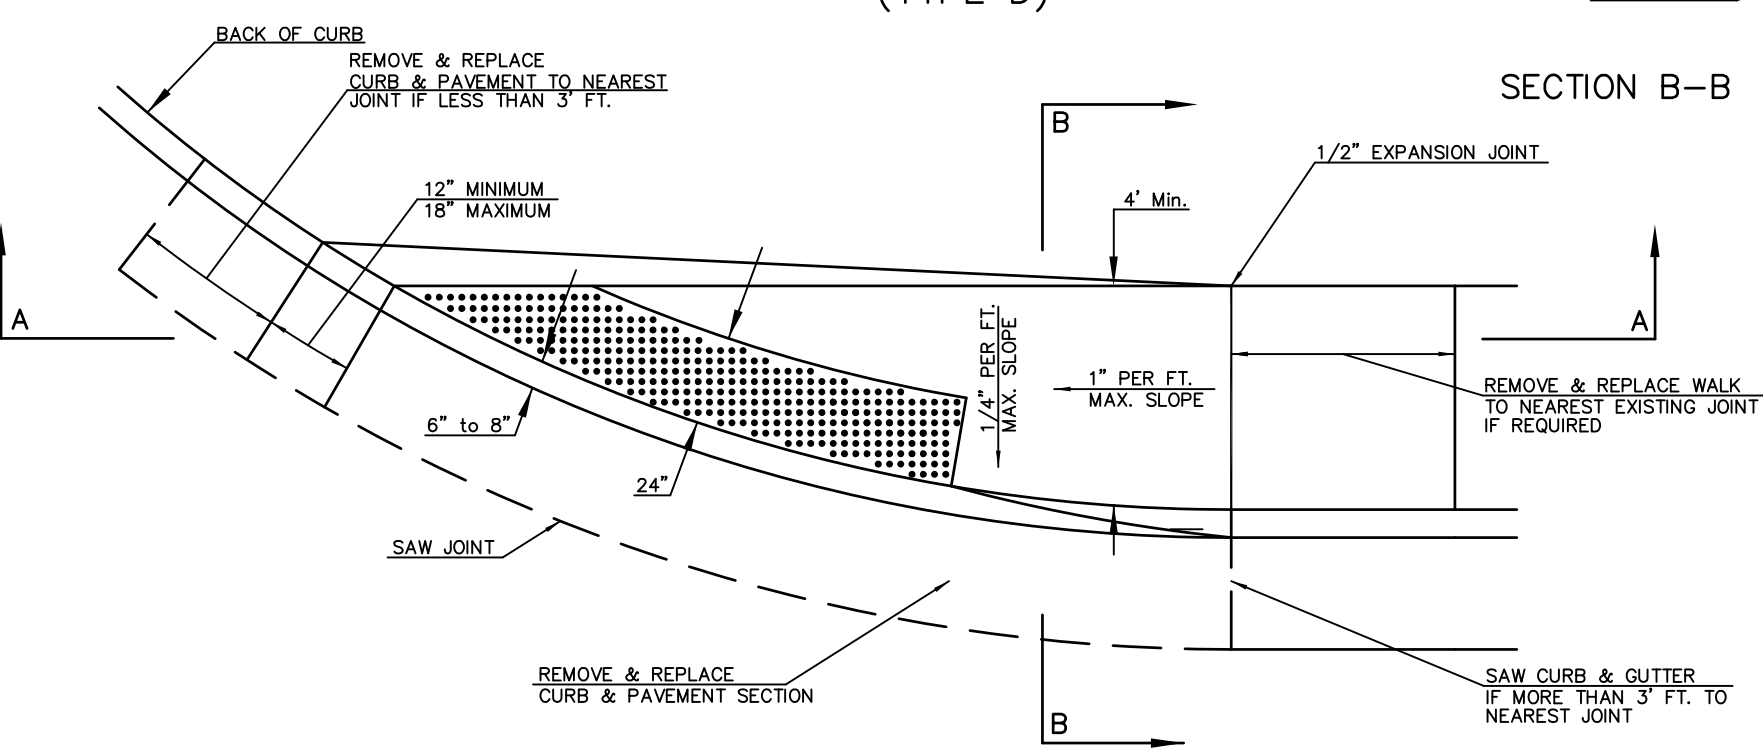 (TYPE D)
BACK OF CURB
REMOVE & REPLACE
CURB & PAVEMENT TO NEAREST
JOINT IF LESS THAN 3' FT.
SECTION B-B
B
1/2" EXPANSION JOINT
12" MINIMUM
18" MAXIMUM
4' Min.
A
A
1/4" PER FT.
MAX. SLOPE
1" PER FT.
MAX. SLOPE
REMOVE & REPLACE WALK
TO NEAREST EXISTING JOINT
IF REQUIRED
6" to 8"
24"
SAW JOINT
REMOVE & REPLACE
CURB & PAVEMENT SECTION
SAW CURB & GUTTER
IF MORE THAN 3' FT. TO
NEAREST JOINT
B